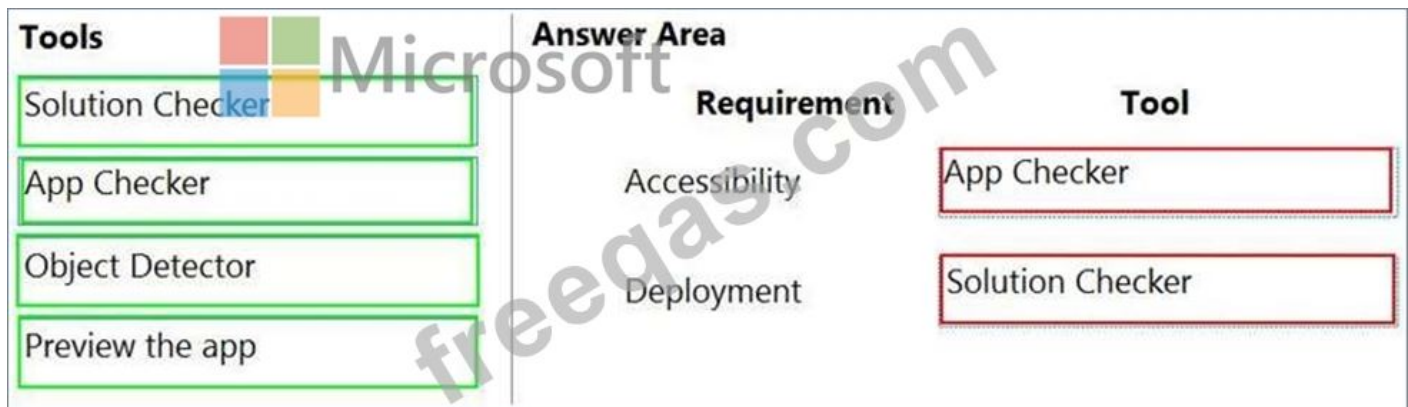 Tools
Solution Checker
App Checker
Object Detector
Preview the app
Microsoft
Answer Area
Requirement Tool
Accessibility App Checker
Deployment Solution Checker
freeqas.com